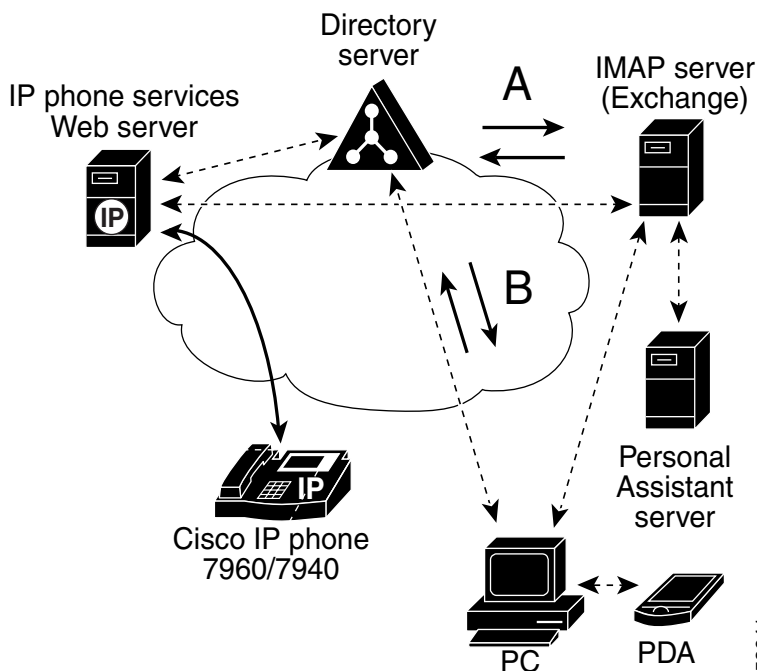 Directory
server
IP phone services
Web server
A
IMAP server
(Exchange)
IP
B
IP
Cisco IP phone
7960/7940
Personal
Assistant
server
PC
PDA